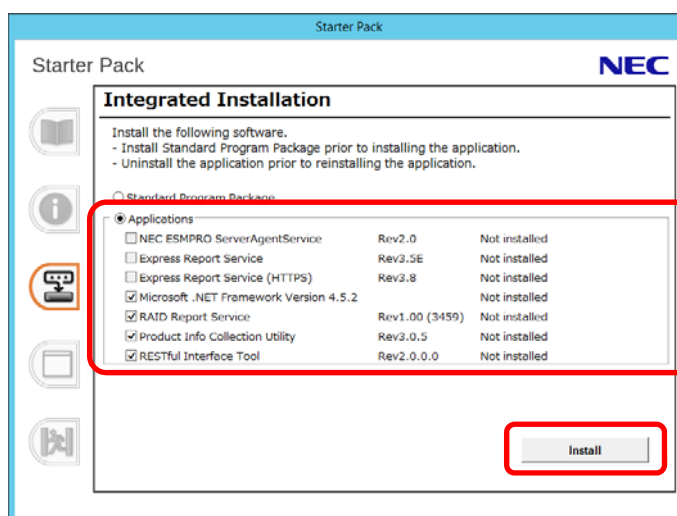 Starter Pack
Starter Pack NEC
Integrated Installation
Install the following software.
- Install Standard Program Package prior to installing the application.
- Uninstall the application prior to reinstalling the application.
Standard Program Package
Applications
NEC ESMPRO ServerAgentService Rev2.0 Not installed
Express Report Service Rev3.5E Not installed
Express Report Service (HTTPS) Rev3.8 Not installed
Microsoft .NET Framework Version 4.5.2 Not installed
RAID Report Service Rev1.00 (3459) Not installed
Product Info Collection Utility Rev3.0.5 Not installed
RESTful Interface Tool Rev2.0.0.0 Not installed
Install